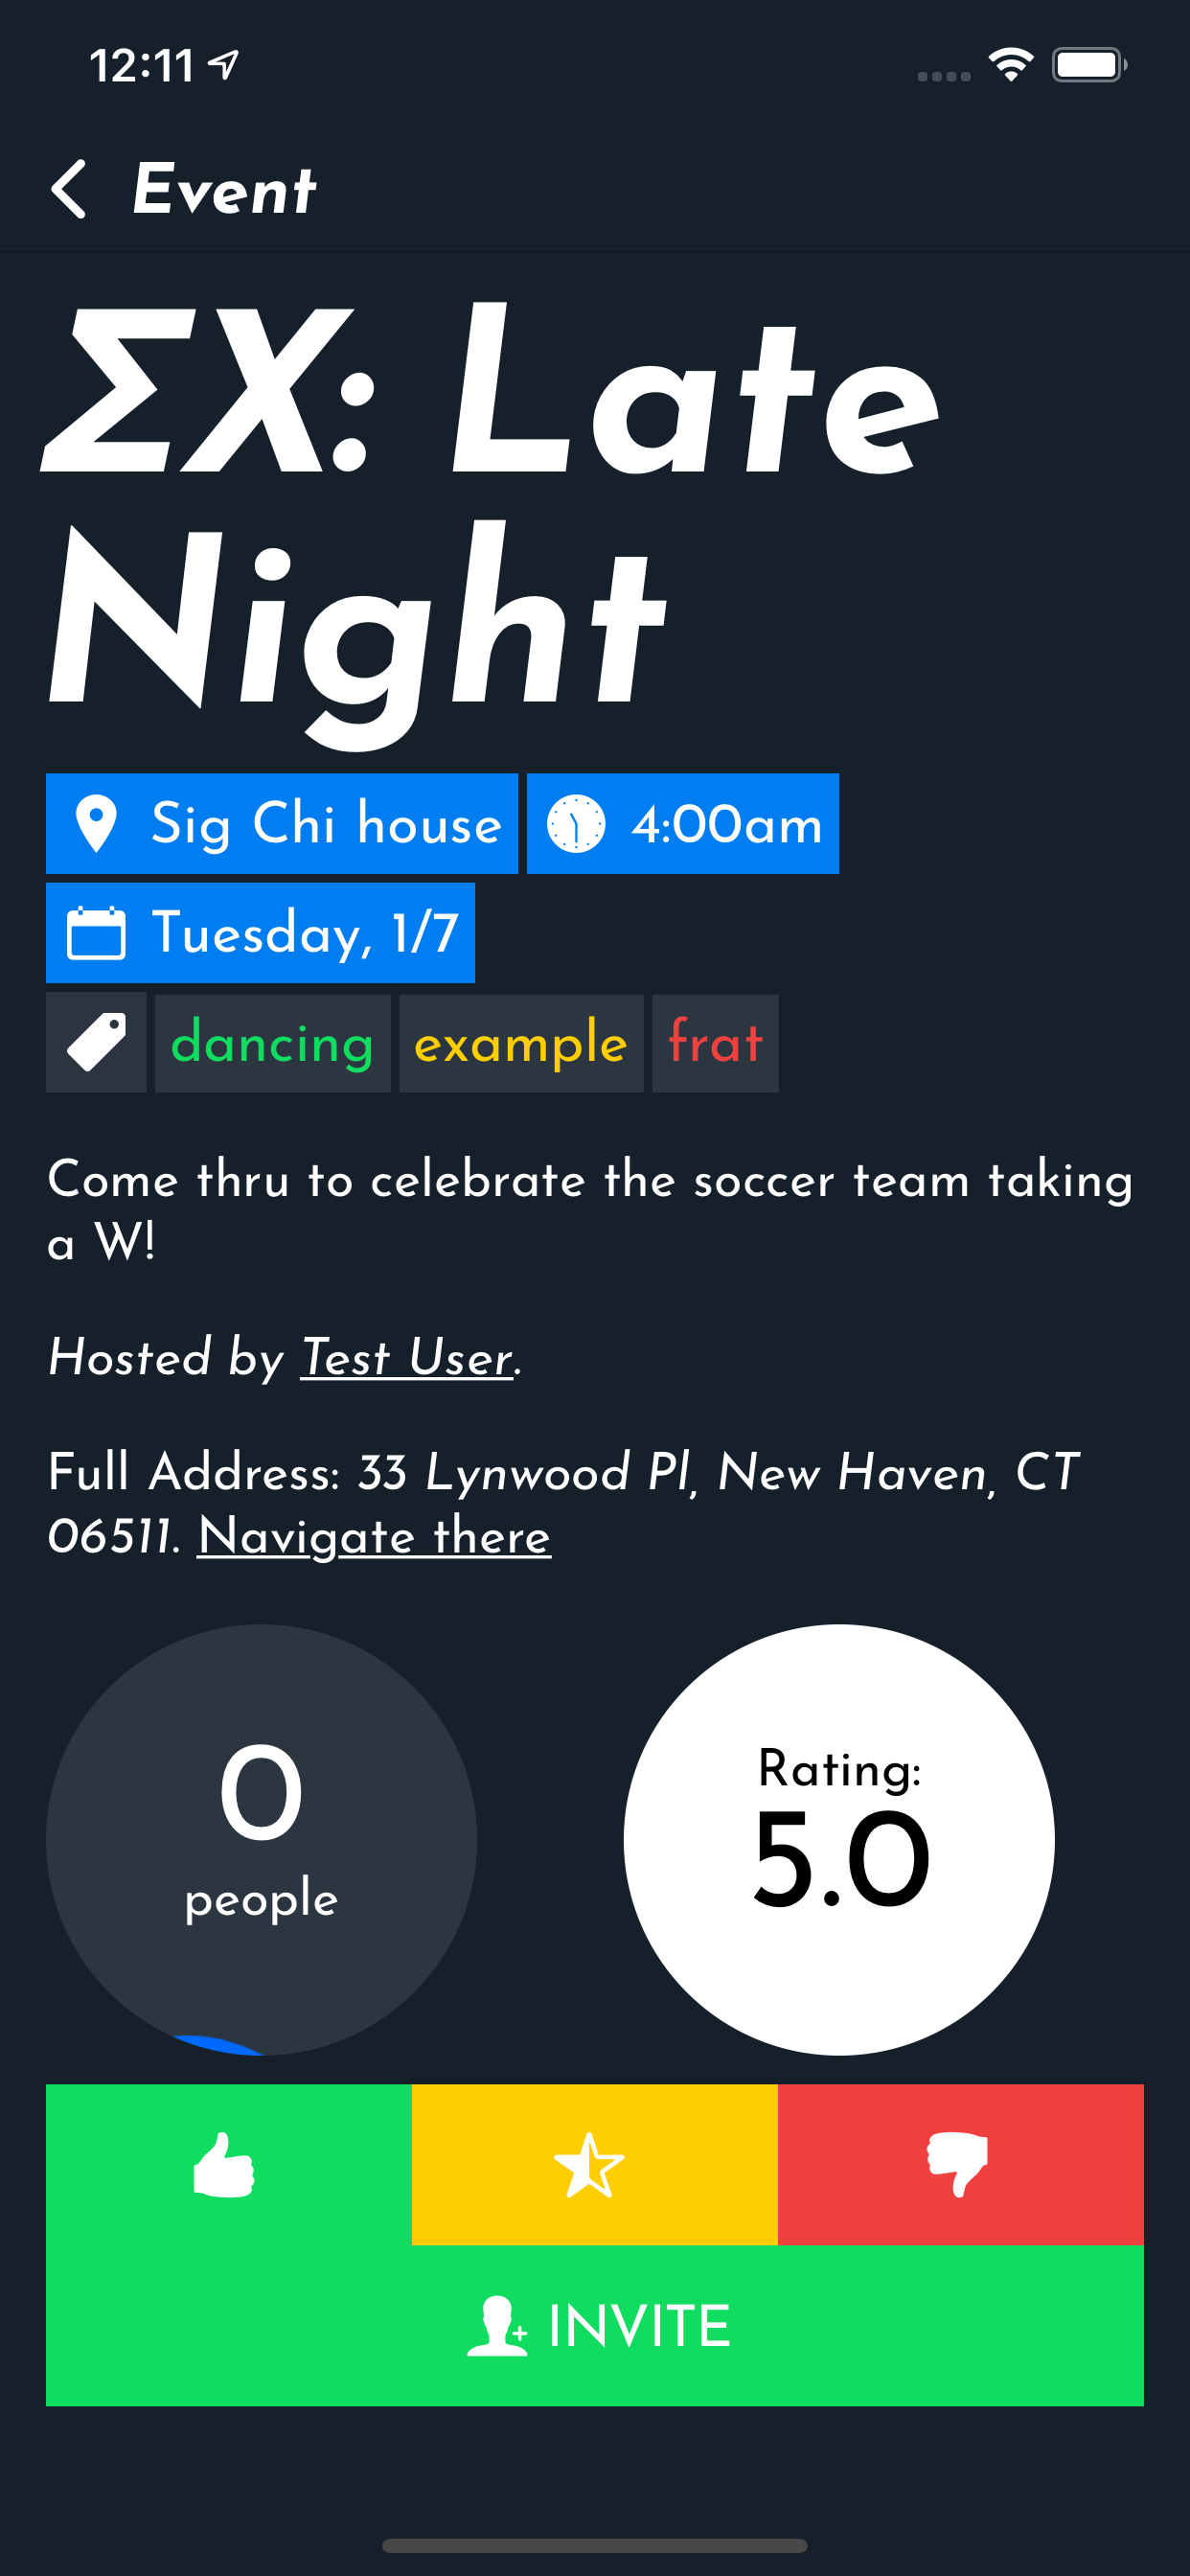 12:11
Event
ΣΧ: Late
Night
Sig Chi house
4:00am
Tuesday, 1/7
dancing example frat
Come thru to celebrate the soccer team taking
a W!
Hosted by Test User.
Full Address: 33 Lynwood Pl, New Haven, CT
06511. Navigate there
0
people
Rating:
5.0
INVITE